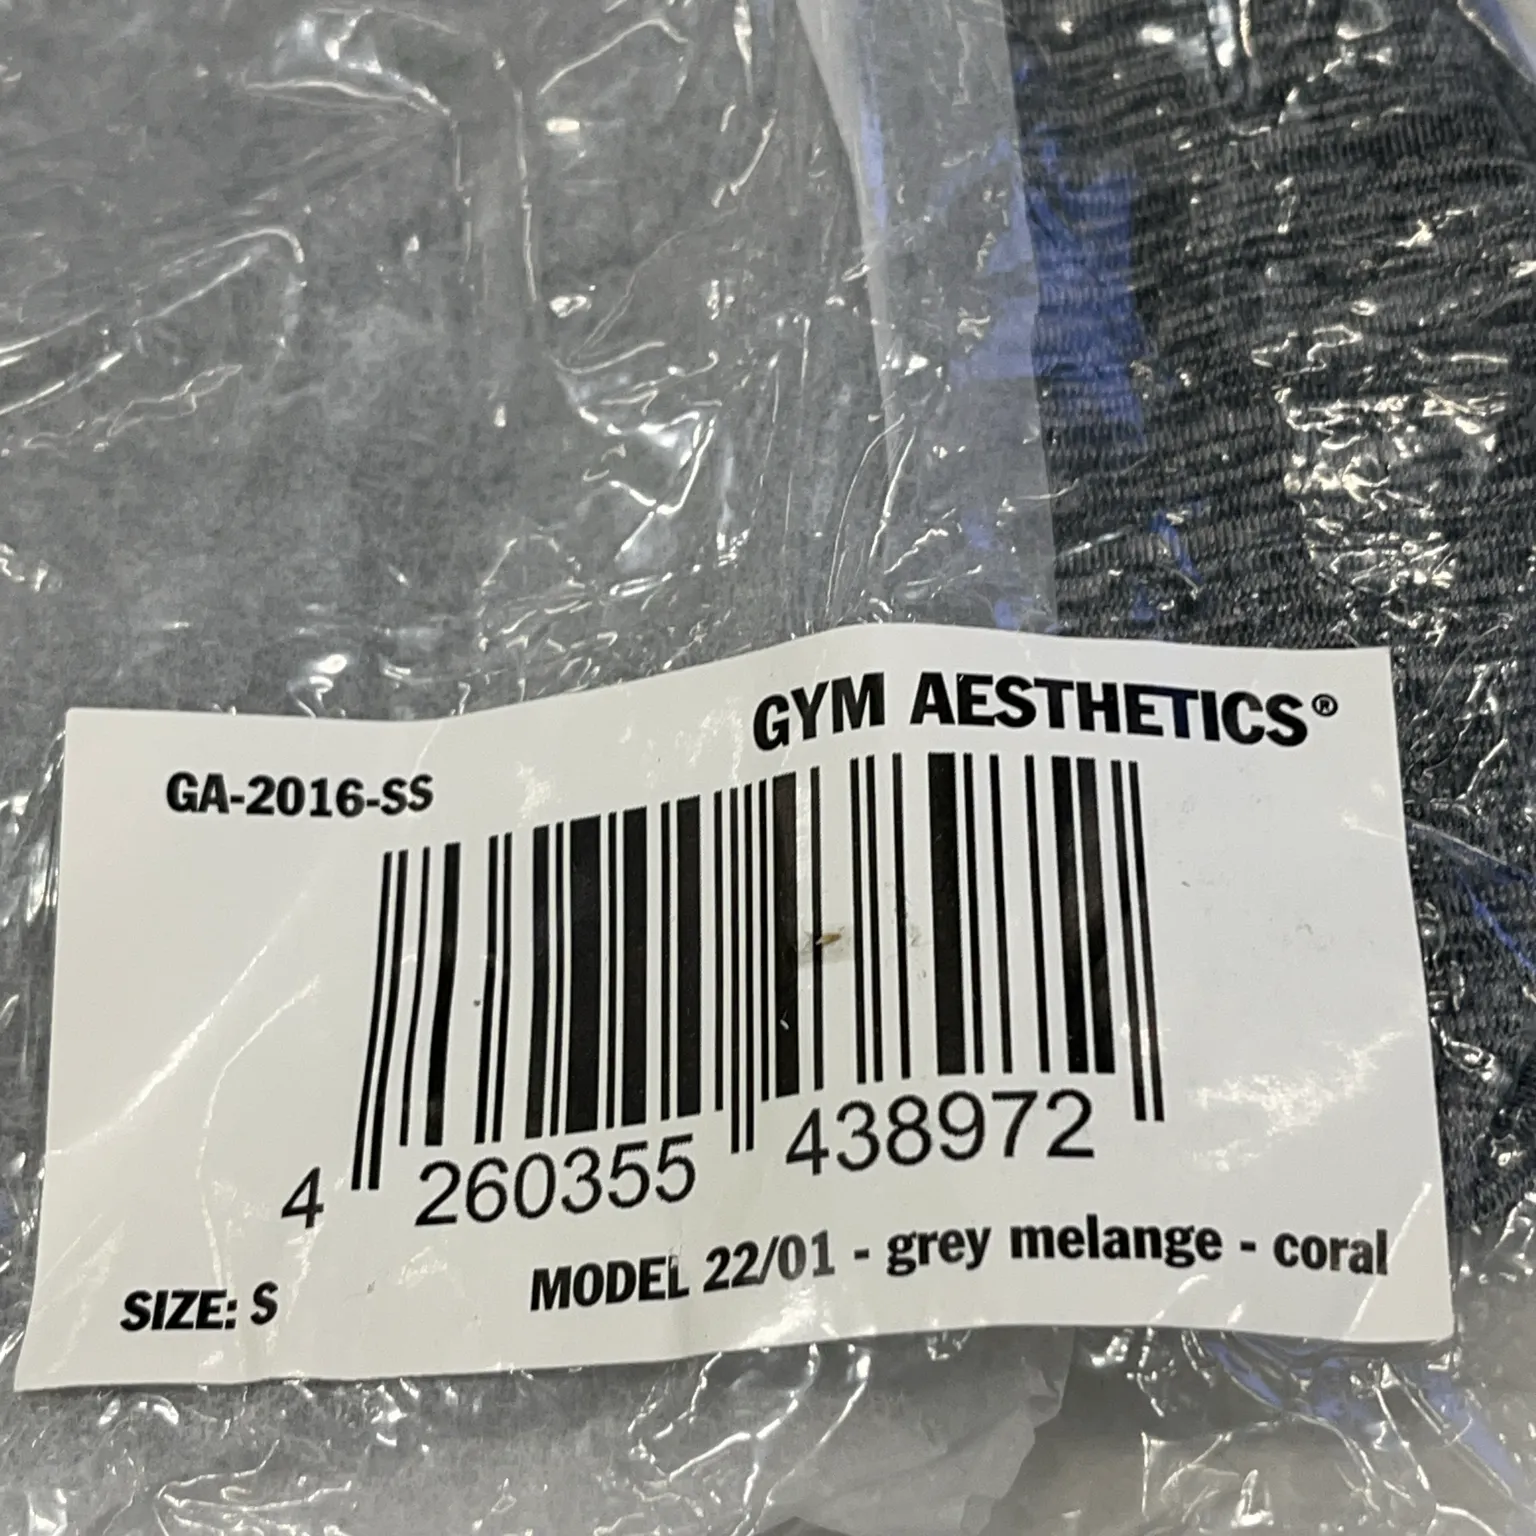 GYM AESTHETICS®
GA-2016-SS
4 260355 438972
SIZE: S
MODEL 22/01 - grey melange - coral